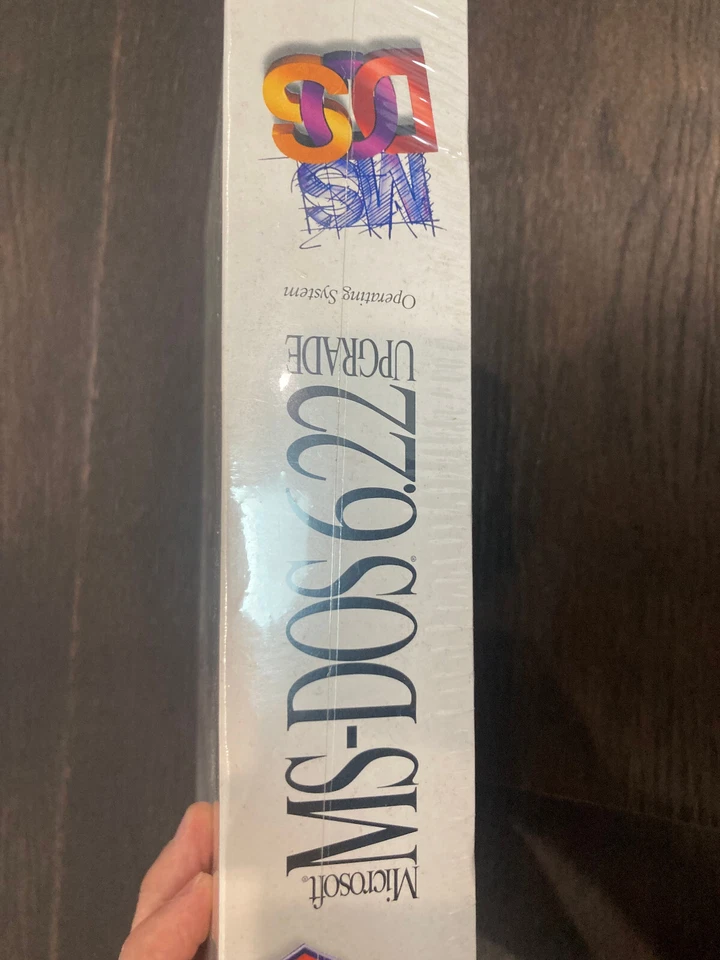 MS
DOS
Operating System
UPGRADE
MS-DOS® 6.22
Microsoft®